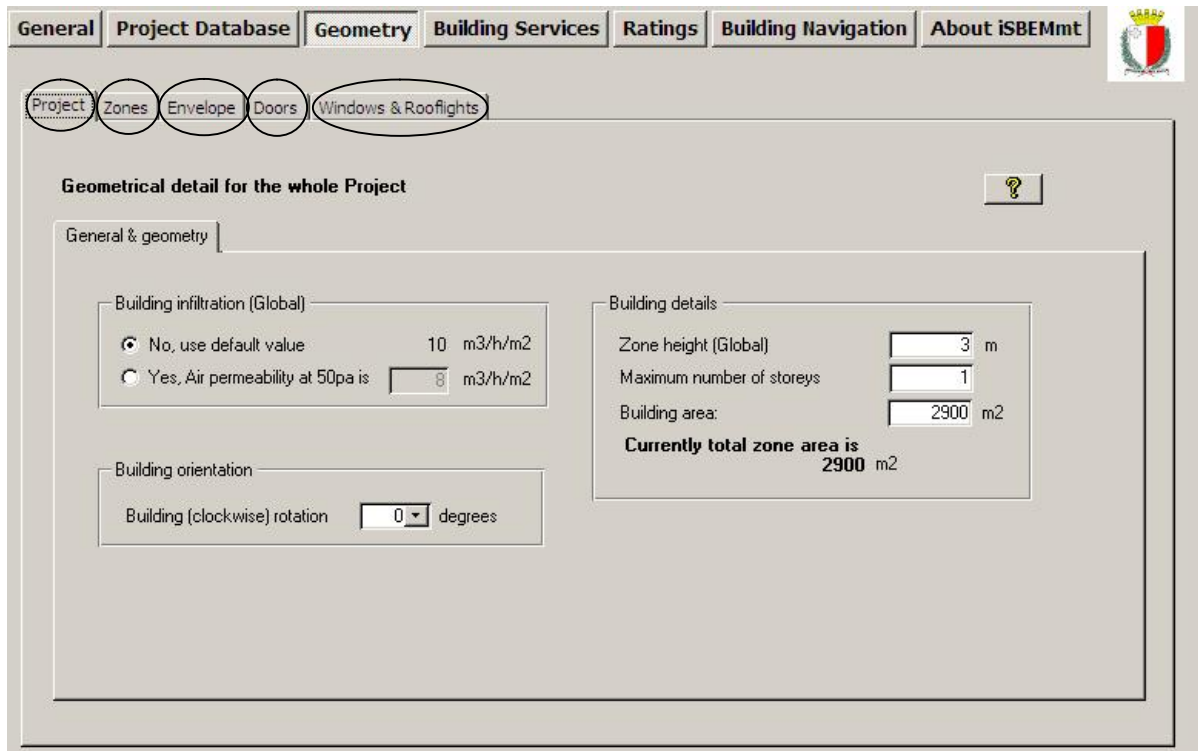 General Project Database Geometry Building Services Ratings Building Navigation About iSBEMmt
Project Zones Envelope Doors Windows & Rooflights
Geometrical detail for the whole Project ?
General & geometry
Building infiltration (Global)
No, use default value 10 m3/h/m2
Yes, Air permeability at 50pa is 8 m3/h/m2
Building orientation
Building (clockwise) rotation 0 degrees
Building details
Zone height (Global) 3 m
Maximum number of storeys 1
Building area: 2900 m2
Currently total zone area is
2900 m2